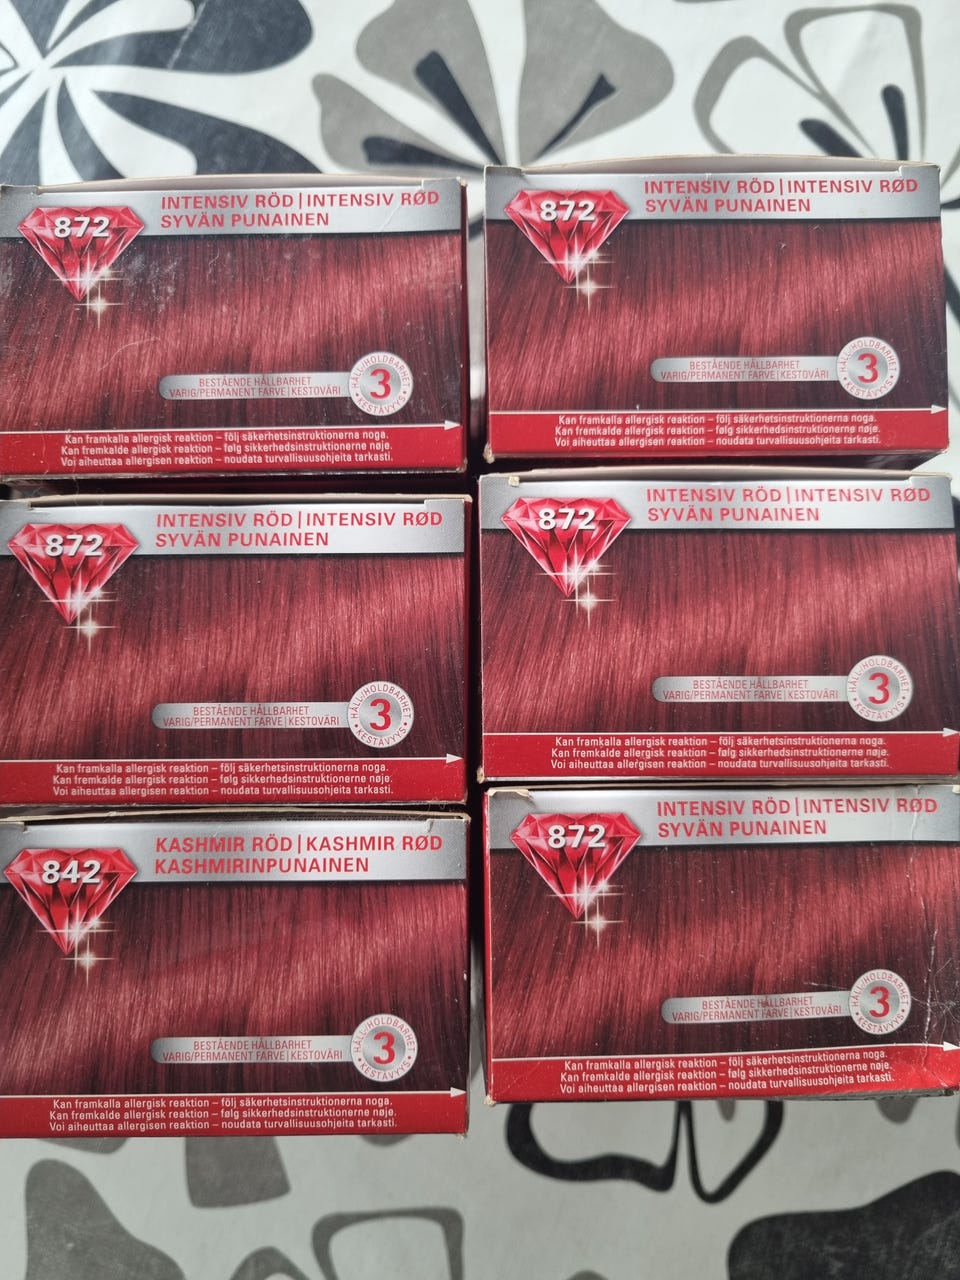 872
INTENSIV RÖD | INTENSIV RØD
SYVÄN PUNAINEN
BESTÅENDE HÅLLBARHET
VARIG/PERMANENT FARVE | KESTOVÄRI
HÅLL-/HOLDBARHET
3
• KESTÄVYYS •
Kan framkalla allergisk reaktion – följ säkerhetsinstruktionerna noga.
Kan fremkalde allergisk reaktion – følg sikkerhedsinstruktionerne nøje.
Voi aiheuttaa allergisen reaktion – noudata turvallisuusohjeita tarkasti.
872
INTENSIV RÖD | INTENSIV RØD
SYVÄN PUNAINEN
BESTÅENDE HÅLLBARHET
VARIG/PERMANENT FARVE | KESTOVÄRI
HÅLL-/HOLDBARHET
3
• KESTÄVYYS •
Kan framkalla allergisk reaktion – följ säkerhetsinstruktionerna noga.
Kan fremkalde allergisk reaktion – følg sikkerhedsinstruktionerne nøje.
Voi aiheuttaa allergisen reaktion – noudata turvallisuusohjeita tarkasti.
872
INTENSIV RÖD | INTENSIV RØD
SYVÄN PUNAINEN
BESTÅENDE HÅLLBARHET
VARIG/PERMANENT FARVE | KESTOVÄRI
HÅLL-/HOLDBARHET
3
• KESTÄVYYS •
Kan framkalla allergisk reaktion – följ säkerhetsinstruktionerna noga.
Kan fremkalde allergisk reaktion – følg sikkerhedsinstruktionerne nøje.
Voi aiheuttaa allergisen reaktion – noudata turvallisuusohjeita tarkasti.
872
INTENSIV RÖD | INTENSIV RØD
SYVÄN PUNAINEN
BESTÅENDE HÅLLBARHET
VARIG/PERMANENT FARVE | KESTOVÄRI
HÅLL-/HOLDBARHET
3
• KESTÄVYYS •
Kan framkalla allergisk reaktion – följ säkerhetsinstruktionerna noga.
Kan fremkalde allergisk reaktion – følg sikkerhedsinstruktionerne nøje.
Voi aiheuttaa allergisen reaktion – noudata turvallisuusohjeita tarkasti.
842
KASHMIR RÖD | KASHMIR RØD
KASHMIRINPUNAINEN
BESTÅENDE HÅLLBARHET
VARIG/PERMANENT FARVE | KESTOVÄRI
HÅLL-/HOLDBARHET
3
• KESTÄVYYS •
Kan framkalla allergisk reaktion – följ säkerhetsinstruktionerna noga.
Kan fremkalde allergisk reaktion – følg sikkerhedsinstruktionerne nøje.
Voi aiheuttaa allergisen reaktion – noudata turvallisuusohjeita tarkasti.
872
INTENSIV RÖD | INTENSIV RØD
SYVÄN PUNAINEN
BESTÅENDE HÅLLBARHET
VARIG/PERMANENT FARVE | KESTOVÄRI
HÅLL-/HOLDBARHET
3
• KESTÄVYYS •
Kan framkalla allergisk reaktion – följ säkerhetsinstruktionerna noga.
Kan fremkalde allergisk reaktion – følg sikkerhedsinstruktionerne nøje.
Voi aiheuttaa allergisen reaktion – noudata turvallisuusohjeita tarkasti.